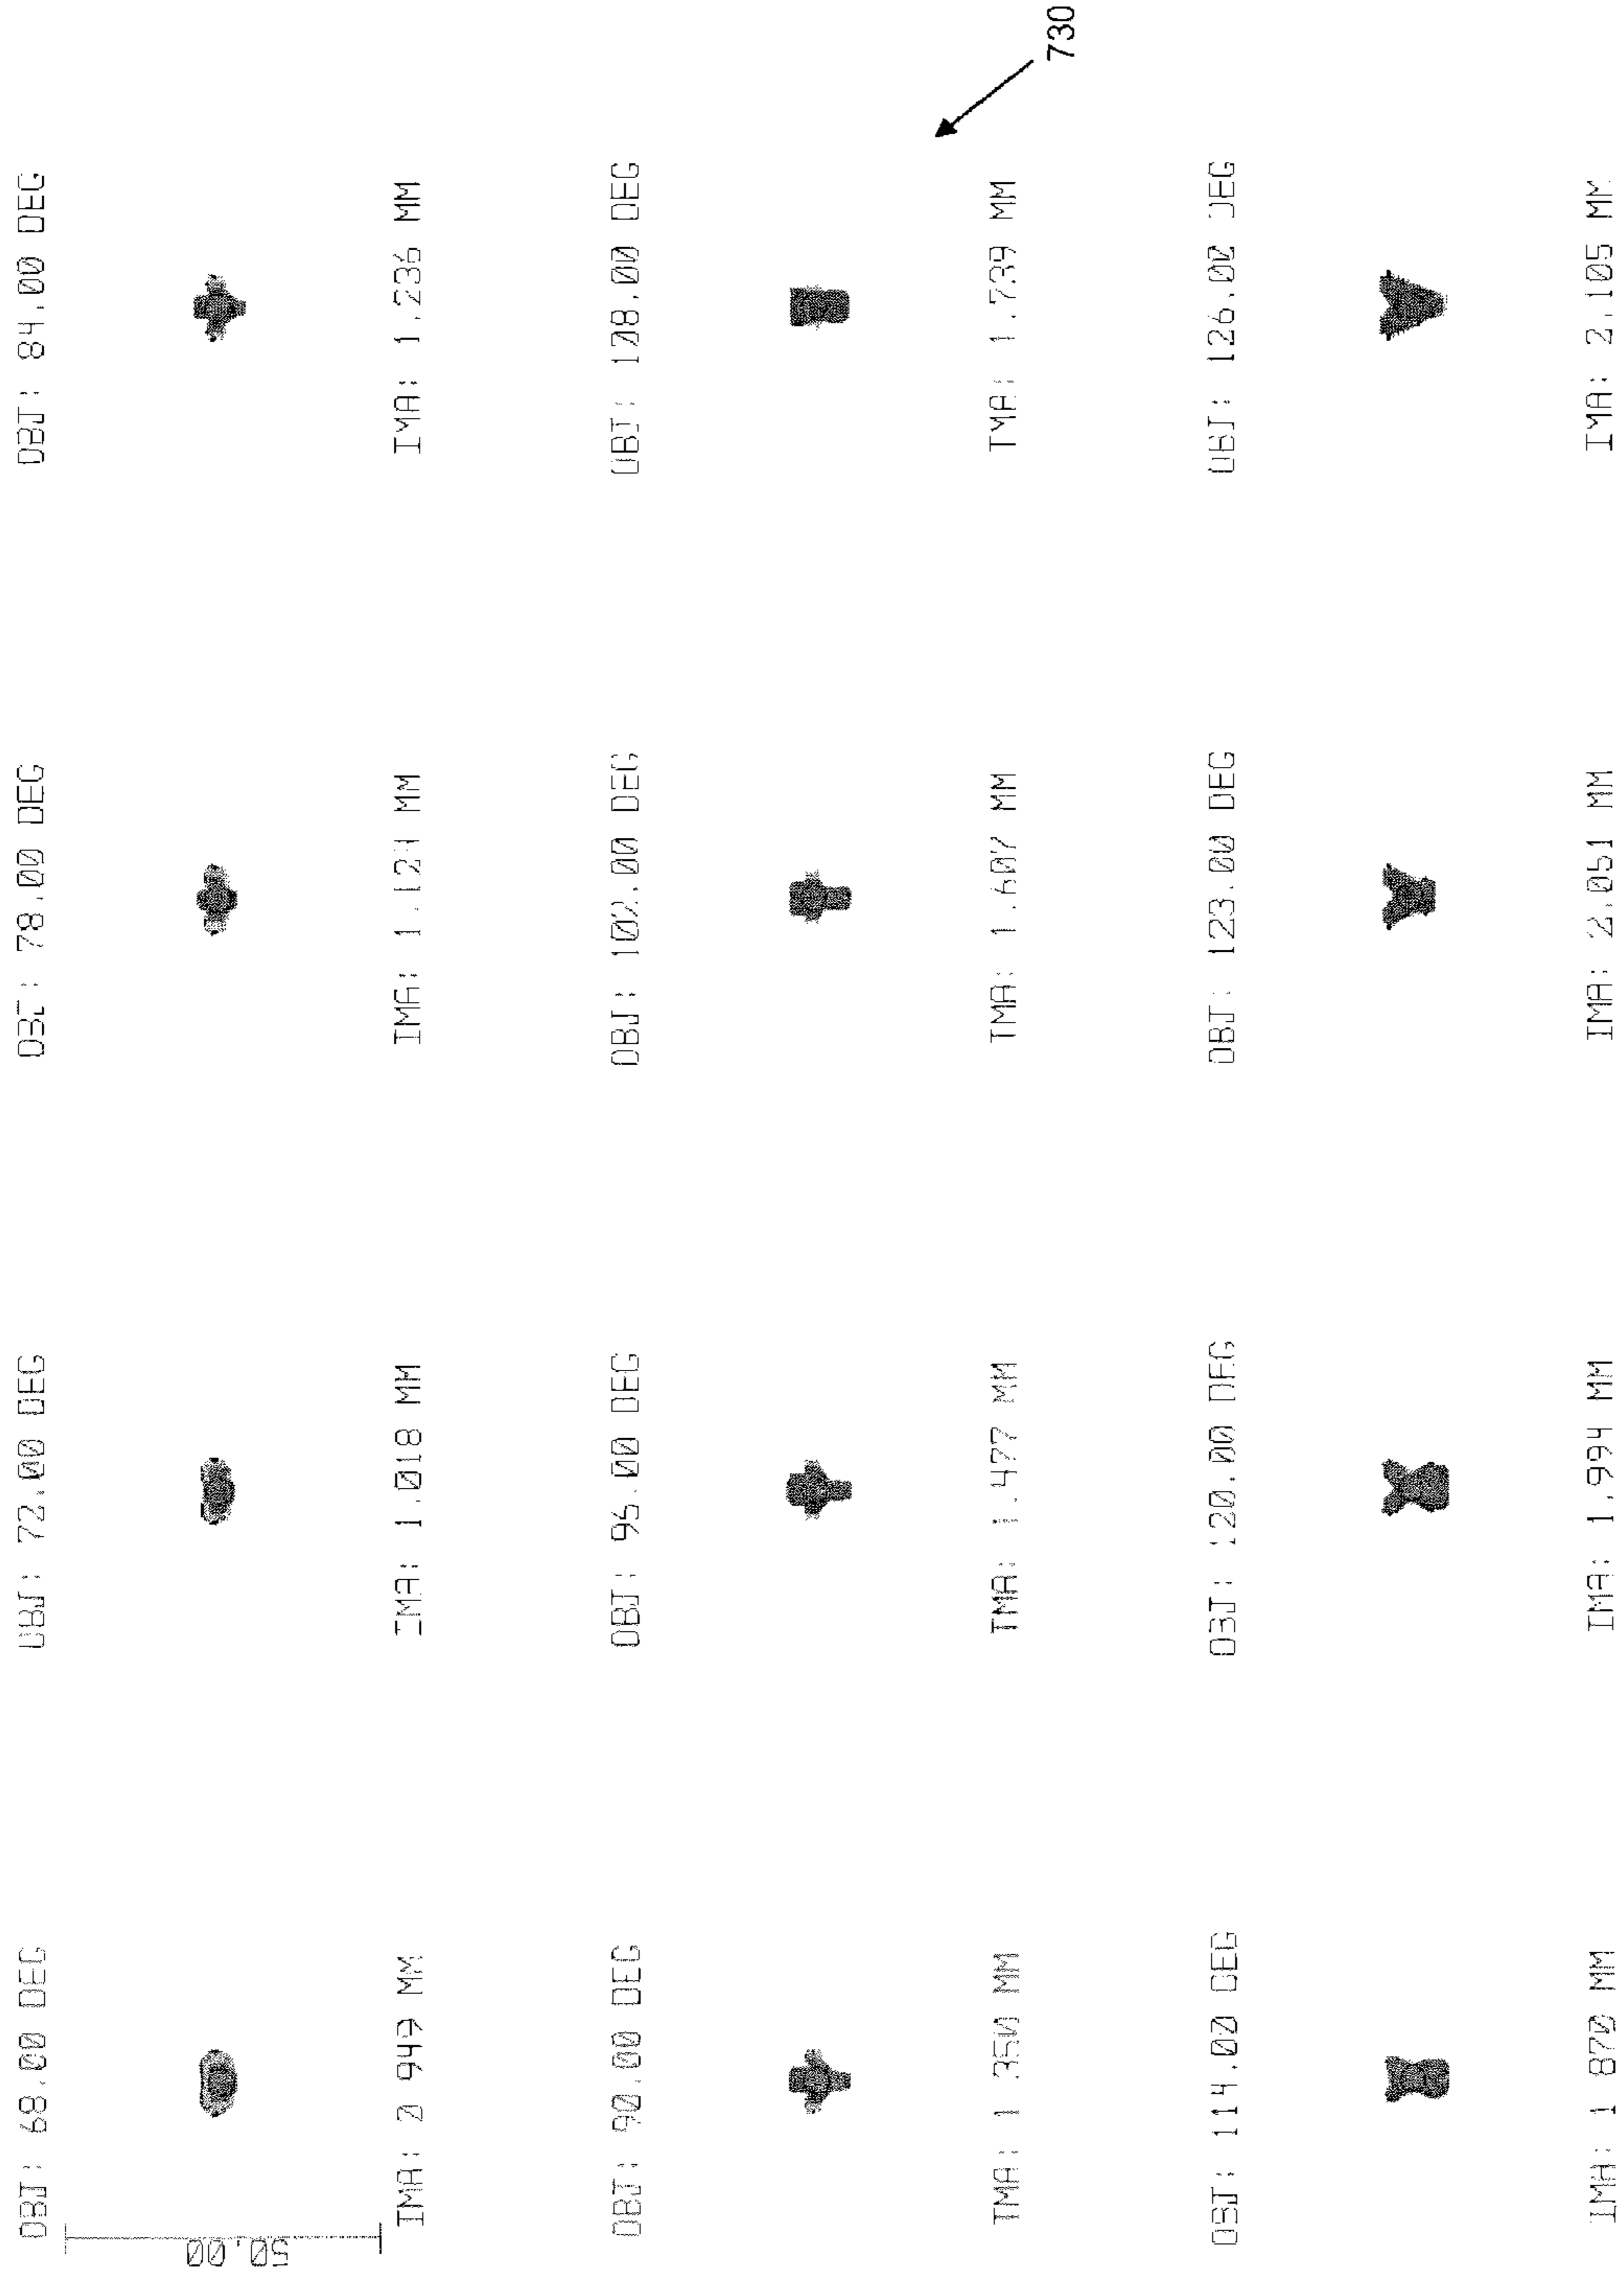 OBJ: 68.00 DEG
OBJ: 72.00 DEG
OBJ: 78.00 DEG
OBJ: 84.00 DEG
50.00
IMA: 0.949 MM
IMA: 1.018 MM
IMA: 1.124 MM
IMA: 1.236 MM
OBJ: 90.00 DEG
OBJ: 96.00 DEG
OBJ: 102.00 DEG
OBJ: 108.00 DEG
IMA: 1.350 MM
IMA: 1.477 MM
IMA: 1.607 MM
IMA: 1.739 MM
730
OBJ: 114.00 DEG
OBJ: 120.00 DEG
OBJ: 123.00 DEG
OBJ: 126.00 DEG
IMA: 1.870 MM
IMA: 1.994 MM
IMA: 2.051 MM
IMA: 2.105 MM